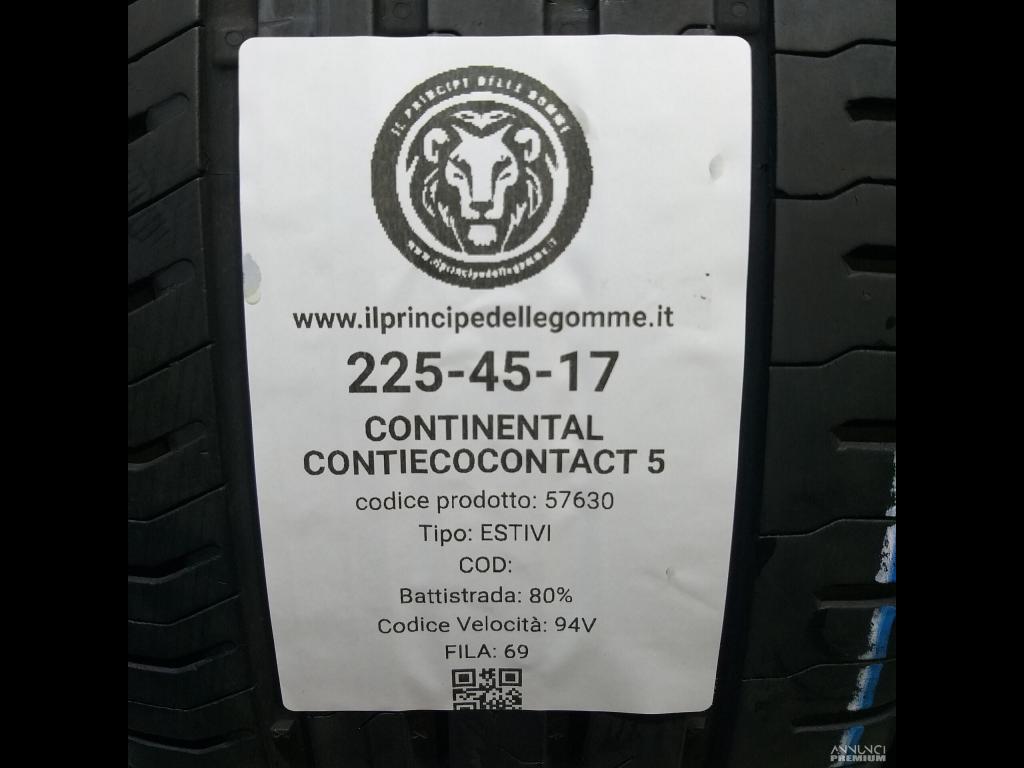 IL PRINCIPE DELLE GOMME
www.ilprincipedellegomme.it
www.ilprincipedellegomme.it
225-45-17
CONTINENTAL
CONTIECOCONTACT 5
codice prodotto: 57630
Tipo: ESTIVI
COD:
Battistrada: 80%
Codice Velocità: 94V
FILA: 69
ANNUNCI
PREMIUM